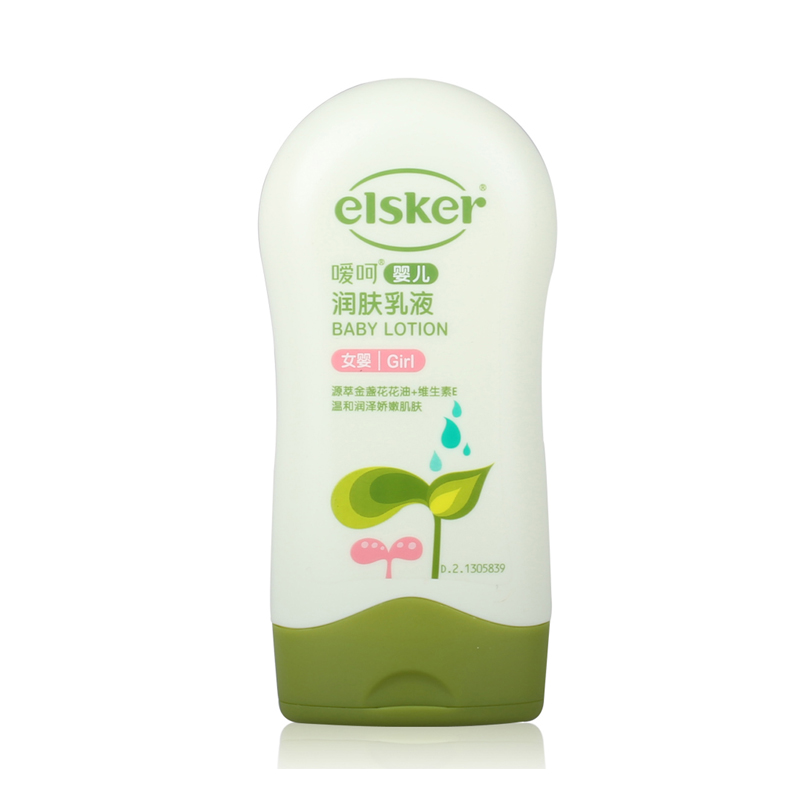 elsker®
嗳呵® 婴儿
润肤乳液
BABY LOTION
女婴 | Girl
源萃金盏花花油+维生素E
温和润泽娇嫩肌肤
D.2.1305839